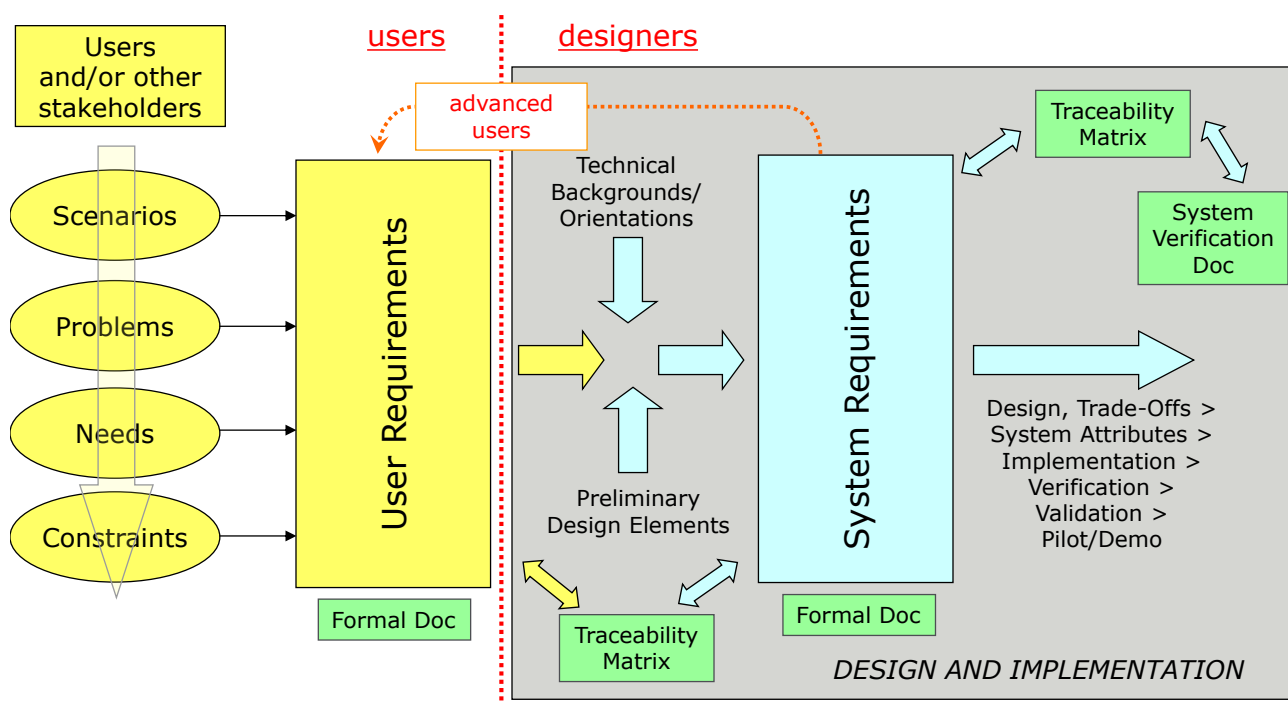 users
designers
Users
and/or other
stakeholders
advanced
users
Scenarios
Problems
Needs
Constraints
User Requirements
Formal Doc
Technical
Backgrounds/
Orientations
Preliminary
Design Elements
Traceability
Matrix
System Requirements
Formal Doc
Traceability
Matrix
System
Verification
Doc
Design, Trade-Offs >
System Attributes >
Implementation >
Verification >
Validation >
Pilot/Demo
DESIGN AND IMPLEMENTATION